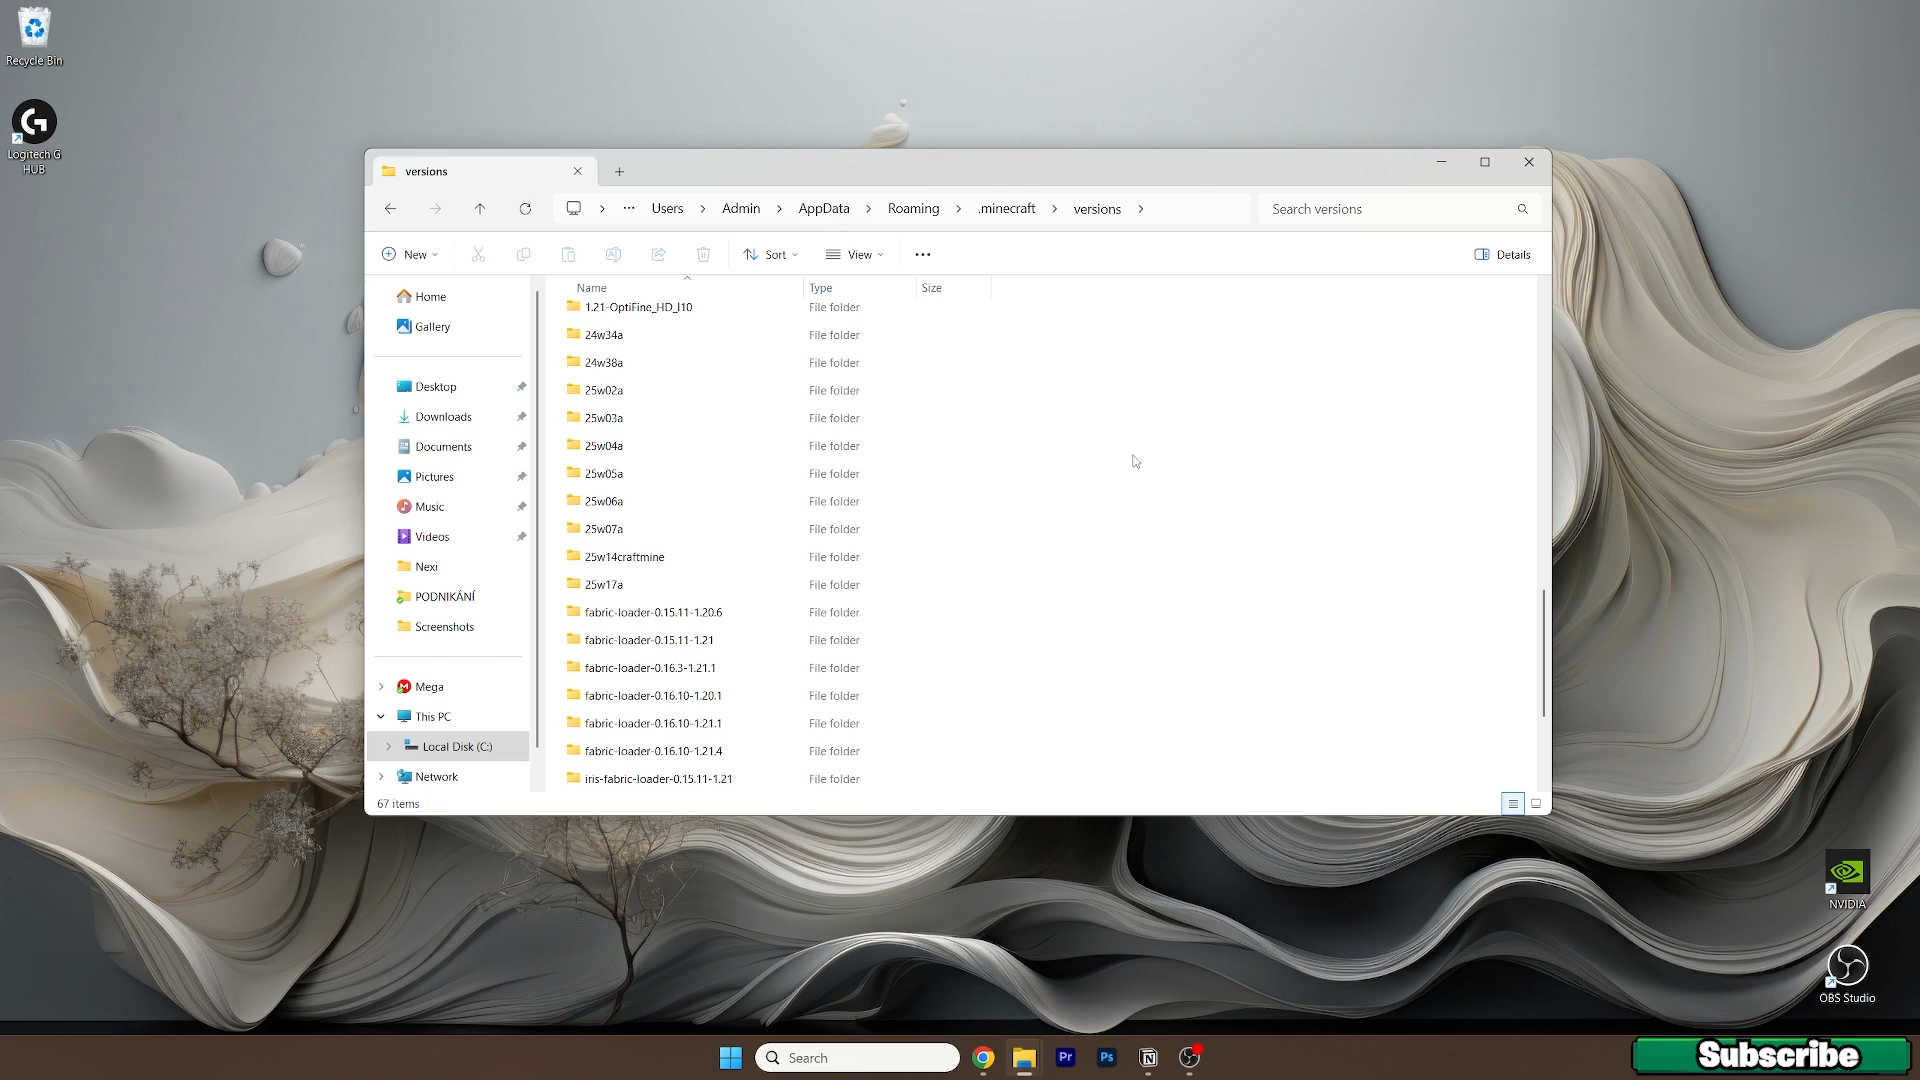 Recycle Bin
Logitech G
HUB
versions
Users
Admin
AppData
Roaming
.minecraft
versions
Search versions
New
Sort
View
Details
Home
Gallery
Desktop
Downloads
Documents
Pictures
Music
Videos
Nexi
PODNIKÁNÍ
Screenshots
Mega
This PC
Local Disk (C:)
Network
Name Type Size
1.21-OptiFine_HD_I10 File folder
24w34a File folder
24w38a File folder
25w02a File folder
25w03a File folder
25w04a File folder
25w05a File folder
25w06a File folder
25w07a File folder
25w14craftmine File folder
25w17a File folder
fabric-loader-0.15.11-1.20.6 File folder
fabric-loader-0.15.11-1.21 File folder
fabric-loader-0.16.3-1.21.1 File folder
fabric-loader-0.16.10-1.20.1 File folder
fabric-loader-0.16.10-1.21.1 File folder
fabric-loader-0.16.10-1.21.4 File folder
iris-fabric-loader-0.15.11-1.21 File folder
67 items
NVIDIA
OBS Studio
Search
Pr
Ps
Subscribe